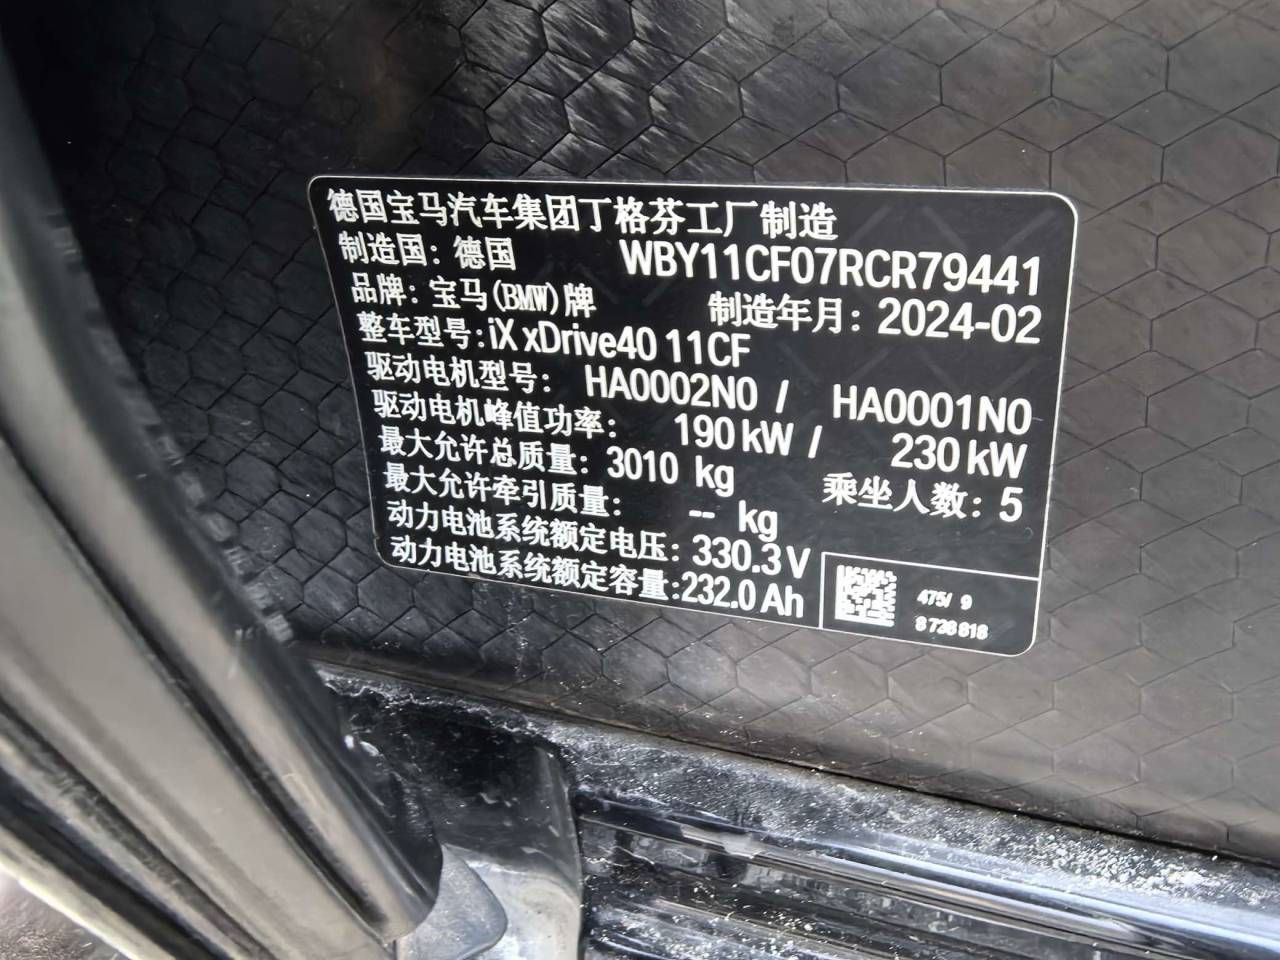 德国宝马汽车集团丁格芬工厂制造
制造国：德国 WBY11CF07RCR79441
品牌：宝马(BMW)牌 制造年月：2024-02
整车型号：iX xDrive40 11CF
驱动电机型号： HA0002N0 / HA0001N0
驱动电机峰值功率： 190 kW / 230 kW
最大允许总质量：3010 kg 乘坐人数：5
最大允许牵引质量： -- kg
动力电池系统额定电压：330.3 V
动力电池系统额定容量:232.0 Ah
475/ 9
8 738 818